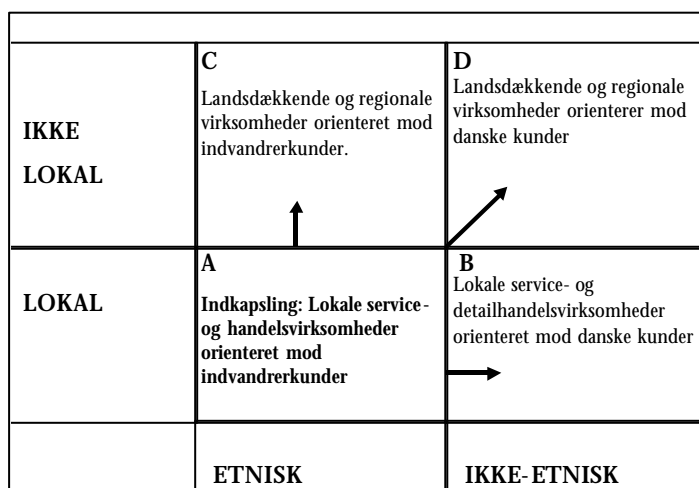 C
Landsdækkende og regionale
virksomheder orienteret mod
indvandrerkunder.
D
Landsdækkende og regionale
virksomheder orienterer mod
danske kunder
IKKE
LOKAL
A
Indkapsling: Lokale service-
og handelsvirksomheder
orienteret mod
indvandrerkunder
B
Lokale service- og
detailhandelsvirksomheder
orienteret mod danske kunder
LOKAL
ETNISK
IKKE-ETNISK